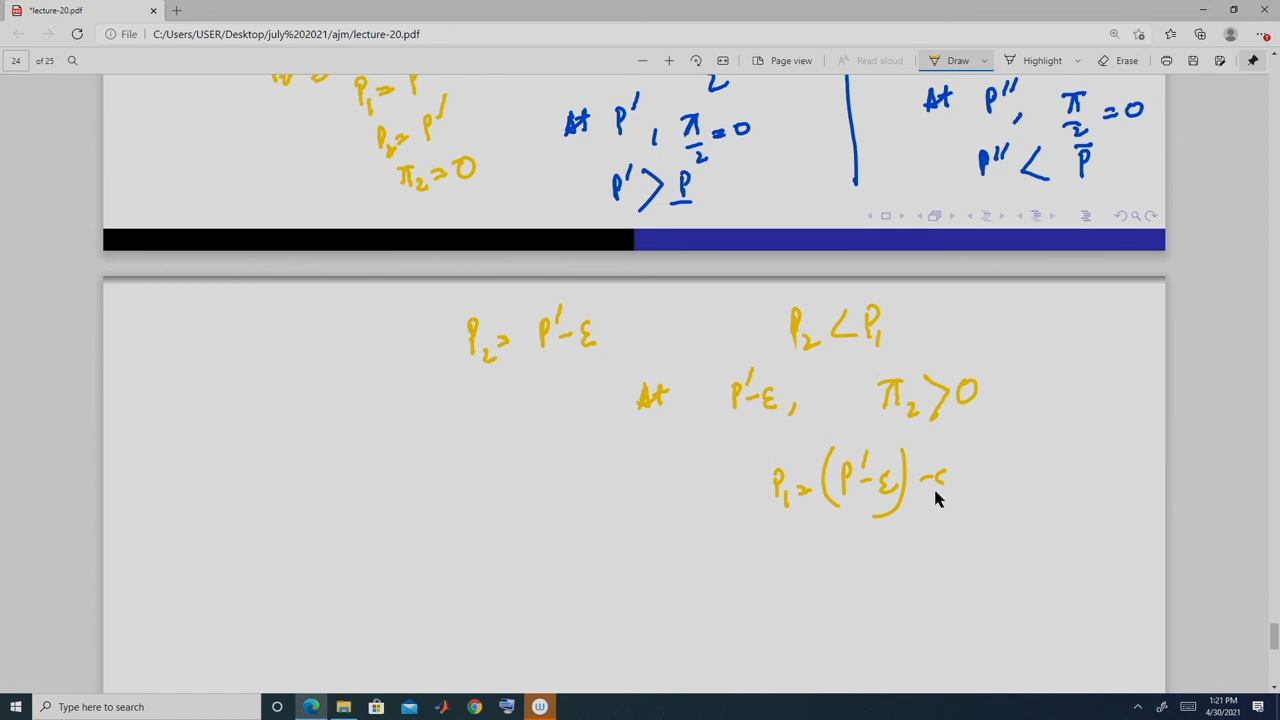 *lecture-20.pdf
File C:/Users/USER/Desktop/july%202021/ajm/lecture-20.pdf
24 of 25 Page view Read aloud Draw Highlight Erase
P₁ = P′
P₂ = P′
π₂ = 0
At P′, π/2 = 0
P′ > P
At P″, π/2 = 0
P″ < P̅
P₂ = P′-ε P₂ < P₁
At P′-ε, π₂ > 0
P₁ = (P′-ε) -
Type here to search
1:21 PM
4/30/2021